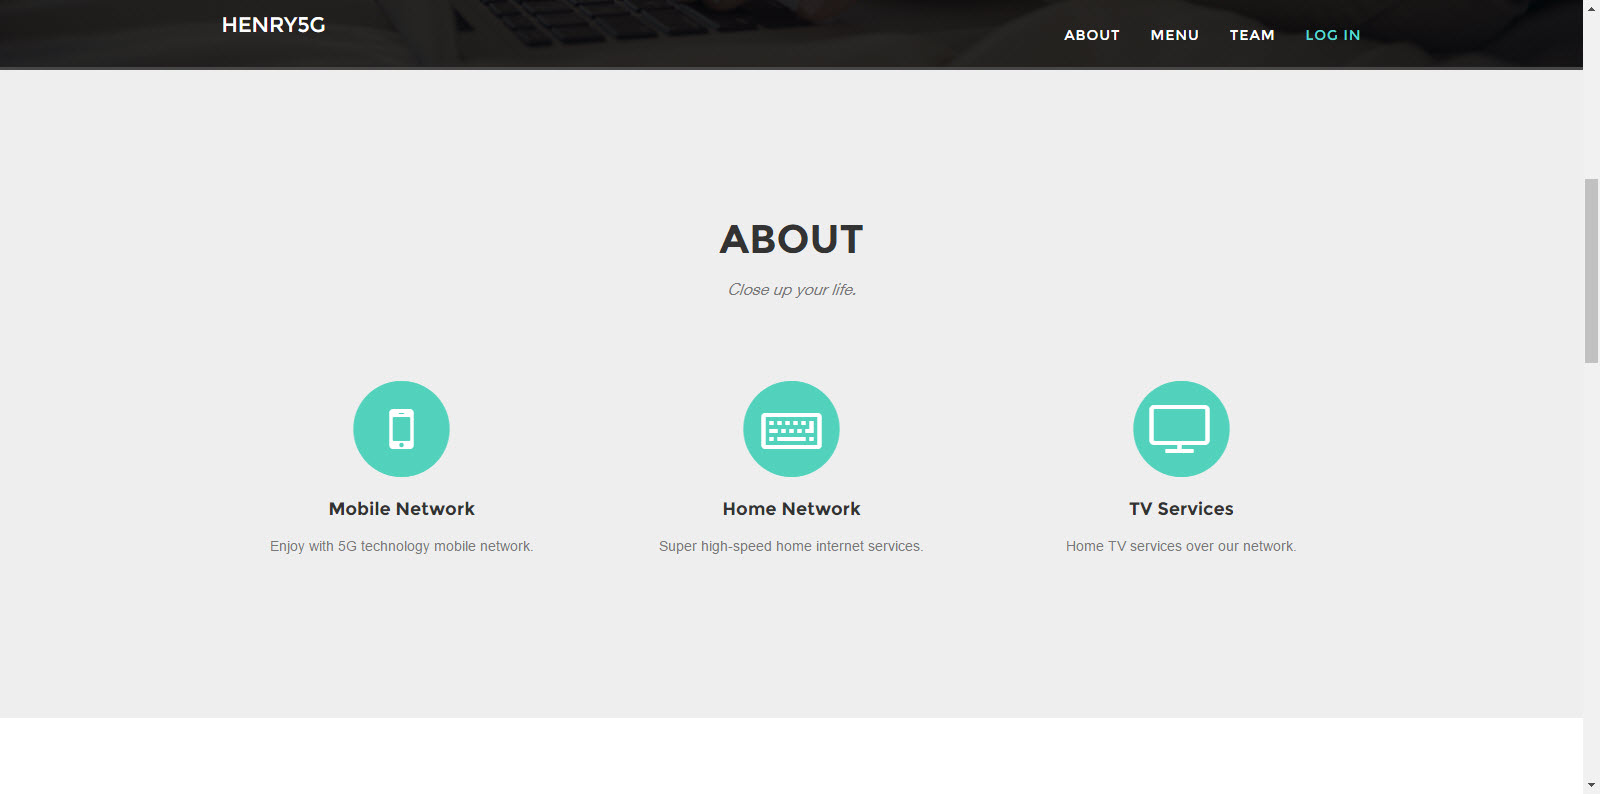 HENRY5G
ABOUT MENU TEAM LOG IN
ABOUT
Close up your life.
Mobile Network
Enjoy with 5G technology mobile network.
Home Network
Super high-speed home internet services.
TV Services
Home TV services over our network.